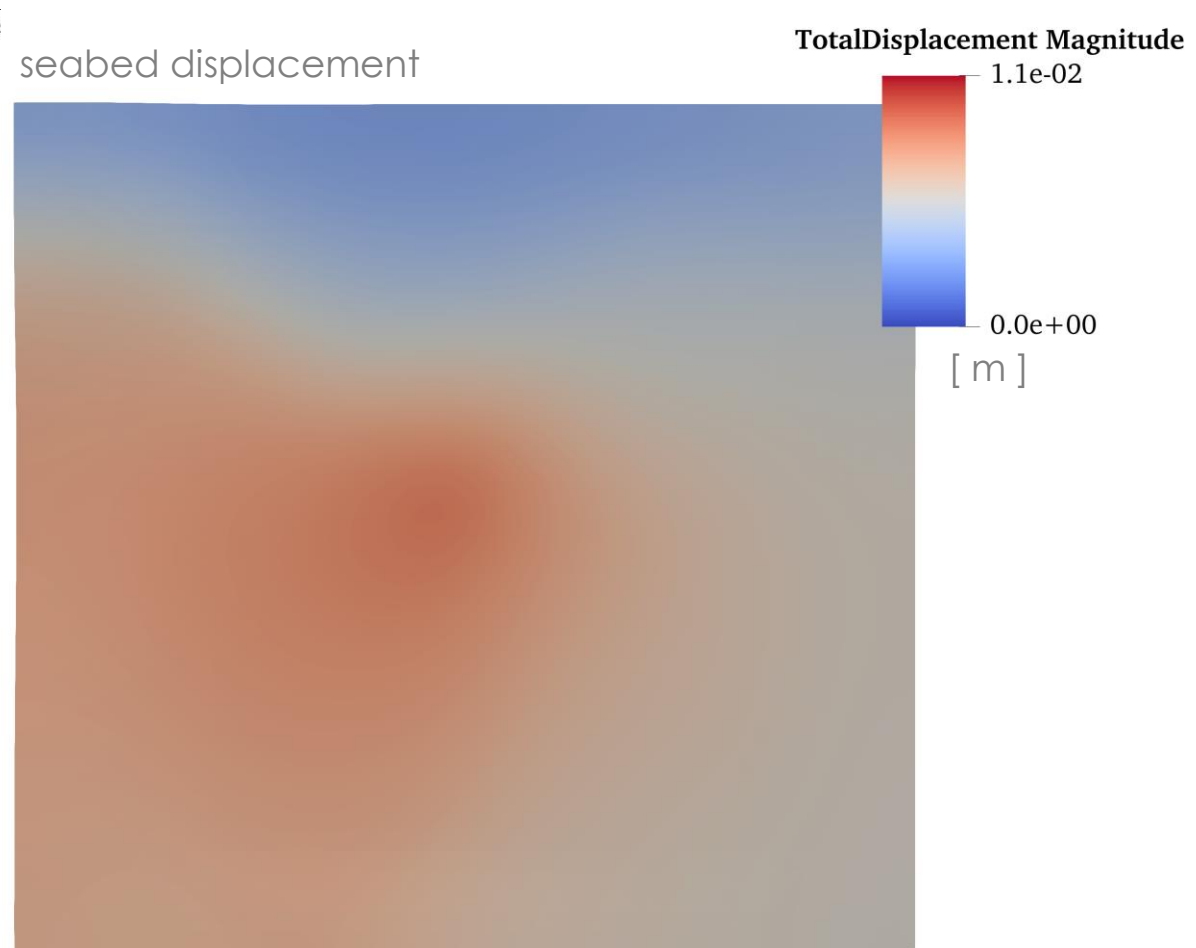 seabed displacement
TotalDisplacement Magnitude
1.1e-02
0.0e+00
[ m ]